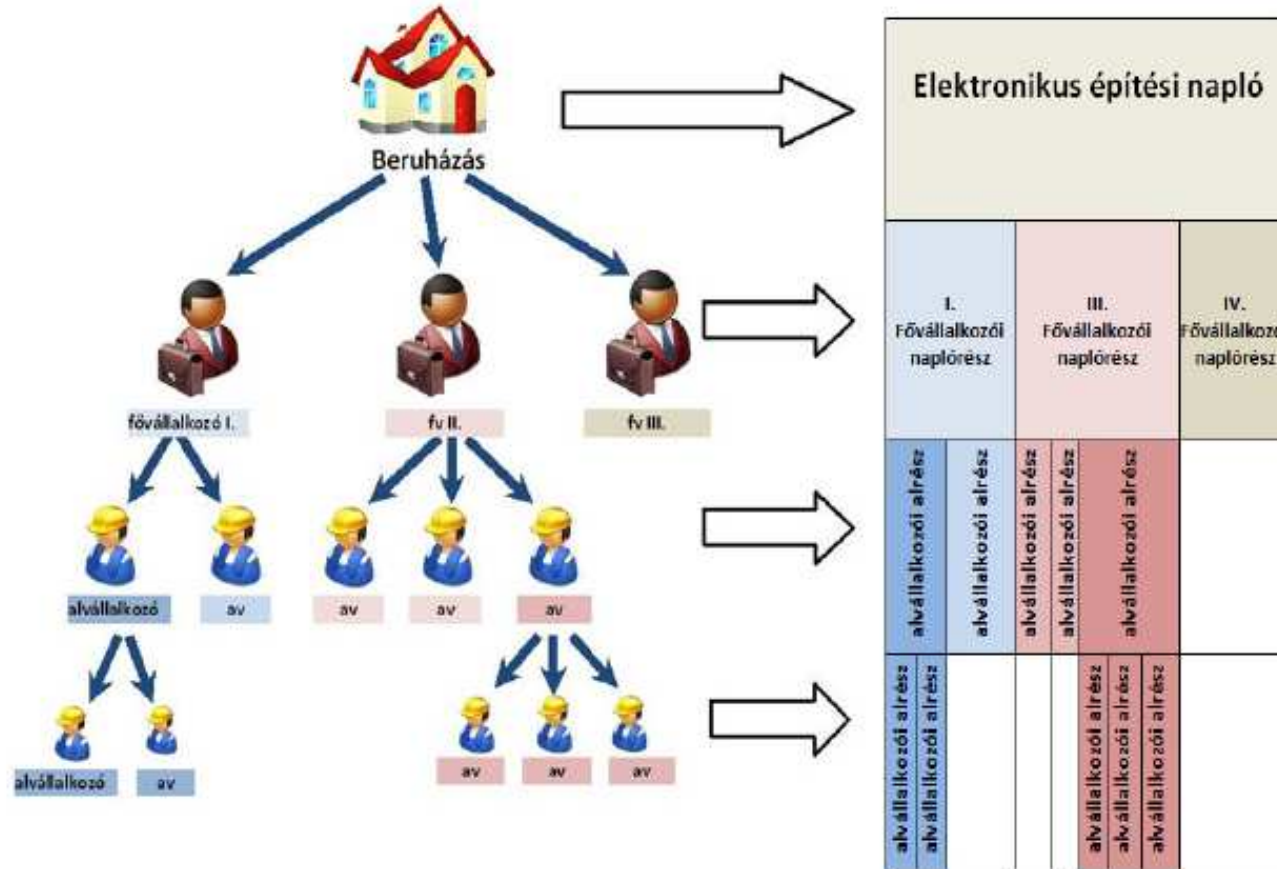 Beruházás
Elektronikus építési napló
fővállalkozó I.
fv II.
fv III.
I.
Fővállalkozói
naplórész
III.
Fővállalkozói
naplórész
IV.
naplórész
alvállalkozó
av
av
av
av
alvállalkozói alrész
alvállalkozói alrész
alvállalkozói alrész
alvállalkozói alrész
alvállalkozói alrész
alvállalkozó
av
av
av
av
alvállalkozói alrész
alvállalkozói alrész
alvállalkozói alrész
alvállalkozói alrész
alvállalkozói alrész